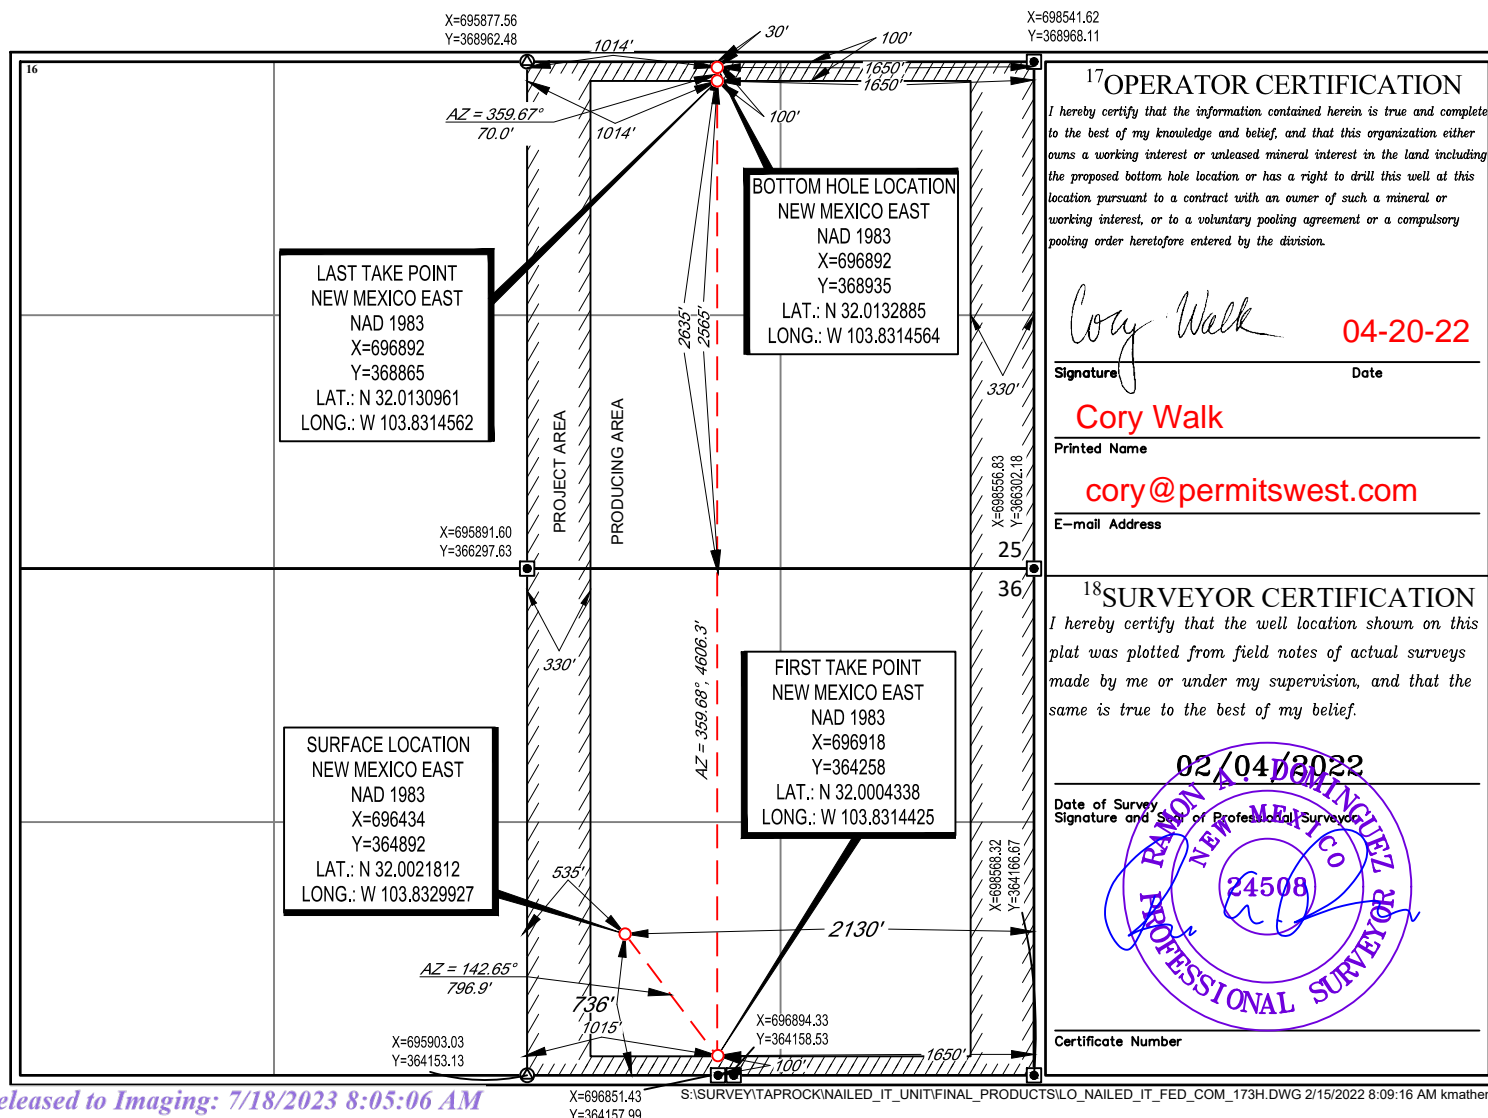 X=695877.56
Y=368962.48
X=698541.62
Y=368968.11
16
1014'
30'
100'
1650'
1650'
AZ = 359.67°
70.0'
1014'
100'
BOTTOM HOLE LOCATION
NEW MEXICO EAST
NAD 1983
X=696892
Y=368935
LAT.: N 32.0132885
LONG.: W 103.8314564
LAST TAKE POINT
NEW MEXICO EAST
NAD 1983
X=696892
Y=368865
LAT.: N 32.0130961
LONG.: W 103.8314562
2635'
2565'
330'
PROJECT AREA
PRODUCING AREA
X=698556.83
Y=366302.18
X=695891.60
Y=366297.63
25
36
330'
AZ = 359.68°, 4606.3'
FIRST TAKE POINT
NEW MEXICO EAST
NAD 1983
X=696918
Y=364258
LAT.: N 32.0004338
LONG.: W 103.8314425
SURFACE LOCATION
NEW MEXICO EAST
NAD 1983
X=696434
Y=364892
LAT.: N 32.0021812
LONG.: W 103.8329927
X=698568.32
Y=364166.67
535'
2130'
AZ = 142.65°
796.9'
736'
1015'
X=696894.33
Y=364158.53
X=695903.03
Y=364153.13
1650'
100'
X=696851.43
Y=364157.99
17OPERATOR CERTIFICATION
I hereby certify that the information contained herein is true and complete
to the best of my knowledge and belief, and that this organization either
owns a working interest or unleased mineral interest in the land including
the proposed bottom hole location or has a right to drill this well at this
location pursuant to a contract with an owner of such a mineral or
working interest, or to a voluntary pooling agreement or a compulsory
pooling order heretofore entered by the division.
Cory Walk
04-20-22
Signature Date
Cory Walk
Printed Name
cory@permitswest.com
E-mail Address
18SURVEYOR CERTIFICATION
I hereby certify that the well location shown on this
plat was plotted from field notes of actual surveys
made by me or under my supervision, and that the
same is true to the best of my belief.
02/04/2022
Date of Survey
Signature and Seal of Professional Surveyor
RAMON A. DOMINGUEZ
NEW MEXICO
24508
PROFESSIONAL SURVEYOR
Certificate Number
eleased to Imaging: 7/18/2023 8:05:06 AM
S:\SURVEY\TAPROCK\NAILED_IT_UNIT\FINAL_PRODUCTS\LO_NAILED_IT_FED_COM_173H.DWG 2/15/2022 8:09:16 AM kmather